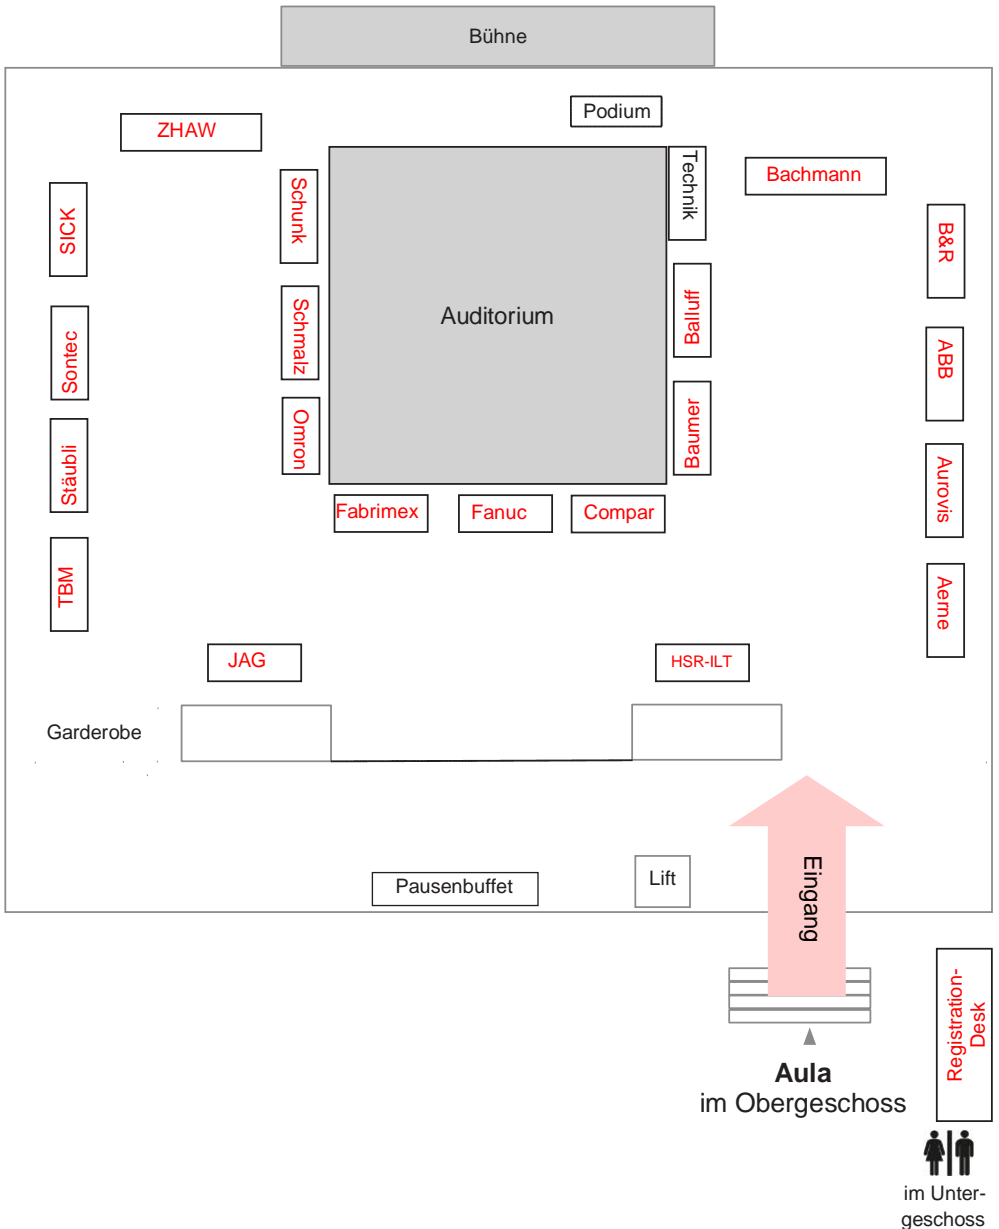 Bühne
Podium
ZHAW
Technik
Bachmann
Schunk
SICK
B&R
Balluff
Auditorium
Schmalz
Sontec
ABB
Omron
Baumer
Stäubli
Aurovis
Fabrimex
Fanuc
Compar
TBM
Aerne
JAG
HSR-ILT
Garderobe
Eingang
Pausenbuffet
Lift
Registration-
Desk
Aula
im Obergeschoss
im Unter-
geschoss